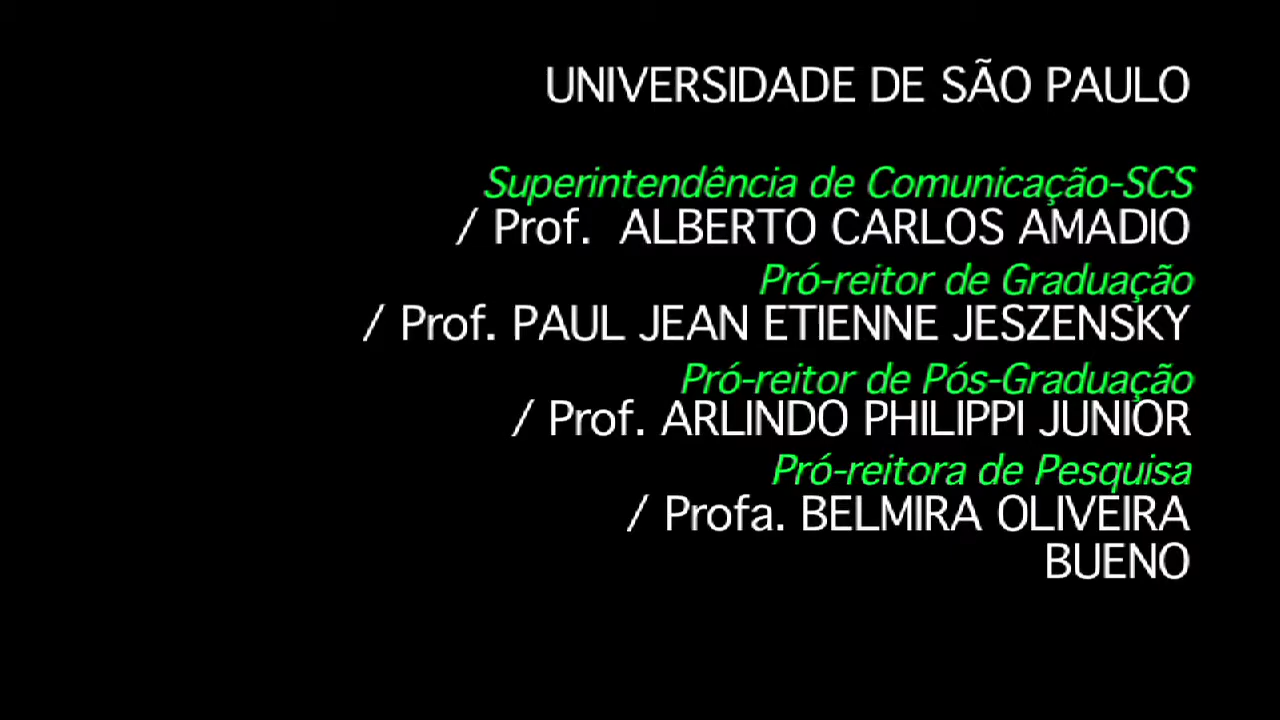 UNIVERSIDADE DE SÃO PAULO
Superintendência de Comunicação-SCS
/ Prof. ALBERTO CARLOS AMADIO
Pró-reitor de Graduação
/ Prof. PAUL JEAN ETIENNE JESZENSKY
Pró-reitor de Pós-Graduação
/ Prof. ARLINDO PHILIPPI JUNIOR
Pró-reitora de Pesquisa
/ Profa. BELMIRA OLIVEIRA
BUENO